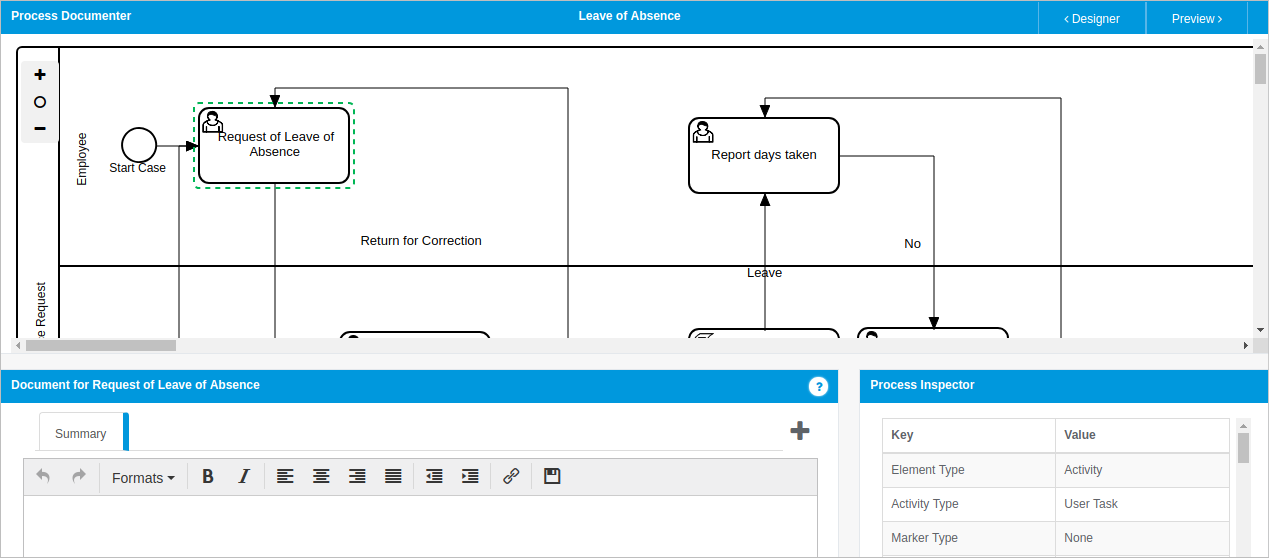 Process Documenter Leave of Absence ‹ Designer Preview ›
Employee
Start Case
Request of Leave of
Absence
Report days taken
Return for Correction
No
Leave
Request
Document for Request of Leave of Absence ?
Process Inspector
Summary
Formats
B I
Key Value
Element Type Activity
Activity Type User Task
Marker Type None